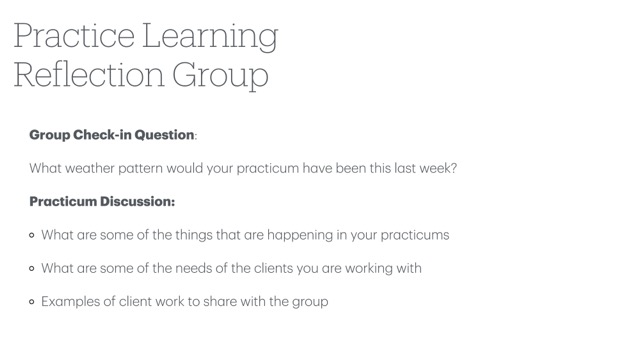 Practice Learning
Reflection Group
Group Check-in Question:
What weather pattern would your practicum have been this last week?
Practicum Discussion:
What are some of the things that are happening in your practicums
What are some of the needs of the clients you are working with
Examples of client work to share with the group